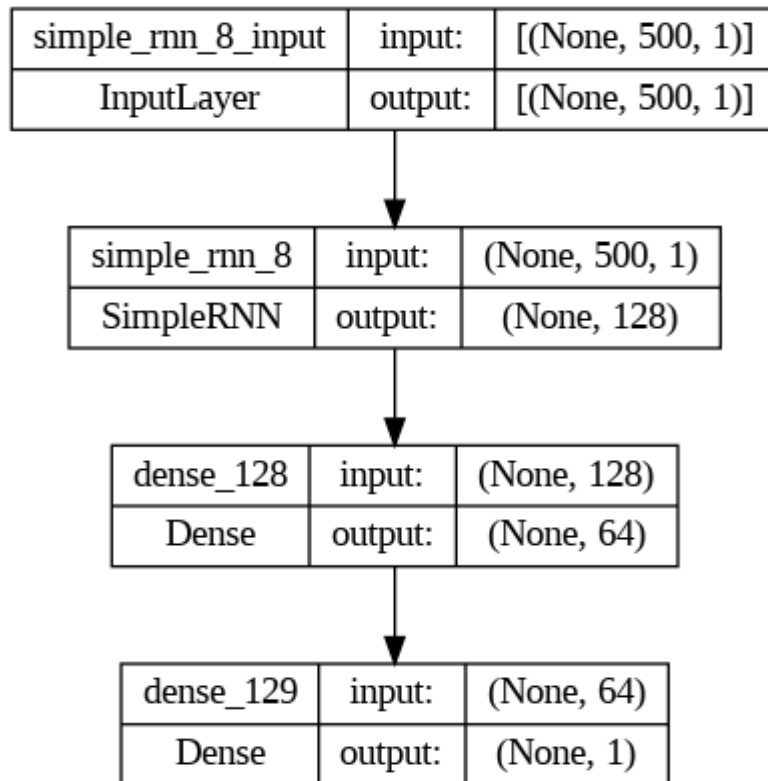 simple_rnn_8_input input: [(None, 500, 1)]
InputLayer output: [(None, 500, 1)]
simple_rnn_8 input: (None, 500, 1)
SimpleRNN output: (None, 128)
dense_128 input: (None, 128)
Dense output: (None, 64)
dense_129 input: (None, 64)
Dense output: (None, 1)